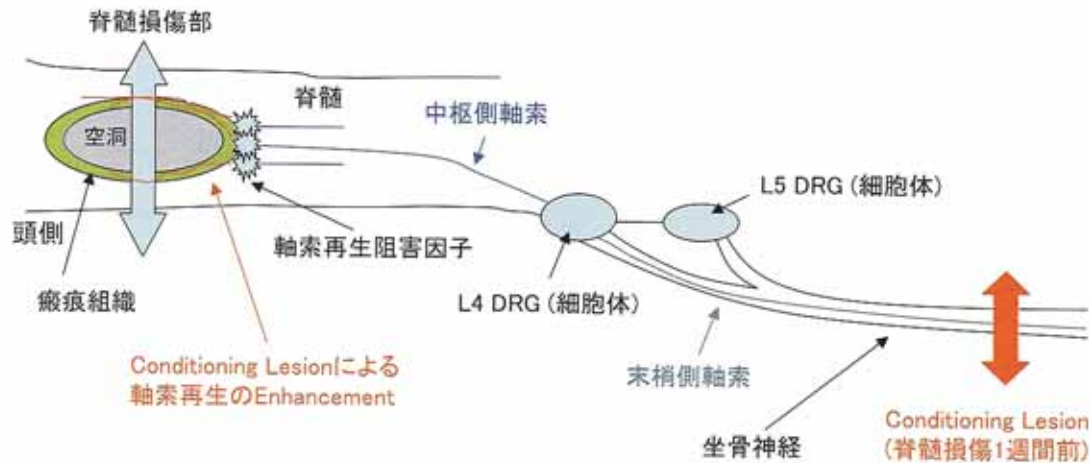 脊髄損傷部
脊髄
空洞
中枢側軸索
L5 DRG (細胞体)
頭側
軸索再生阻害因子
瘢痕組織
L4 DRG (細胞体)
Conditioning Lesionによる
軸索再生のEnhancement
末梢側軸索
坐骨神経
Conditioning Lesion
(脊髄損傷1週間前)